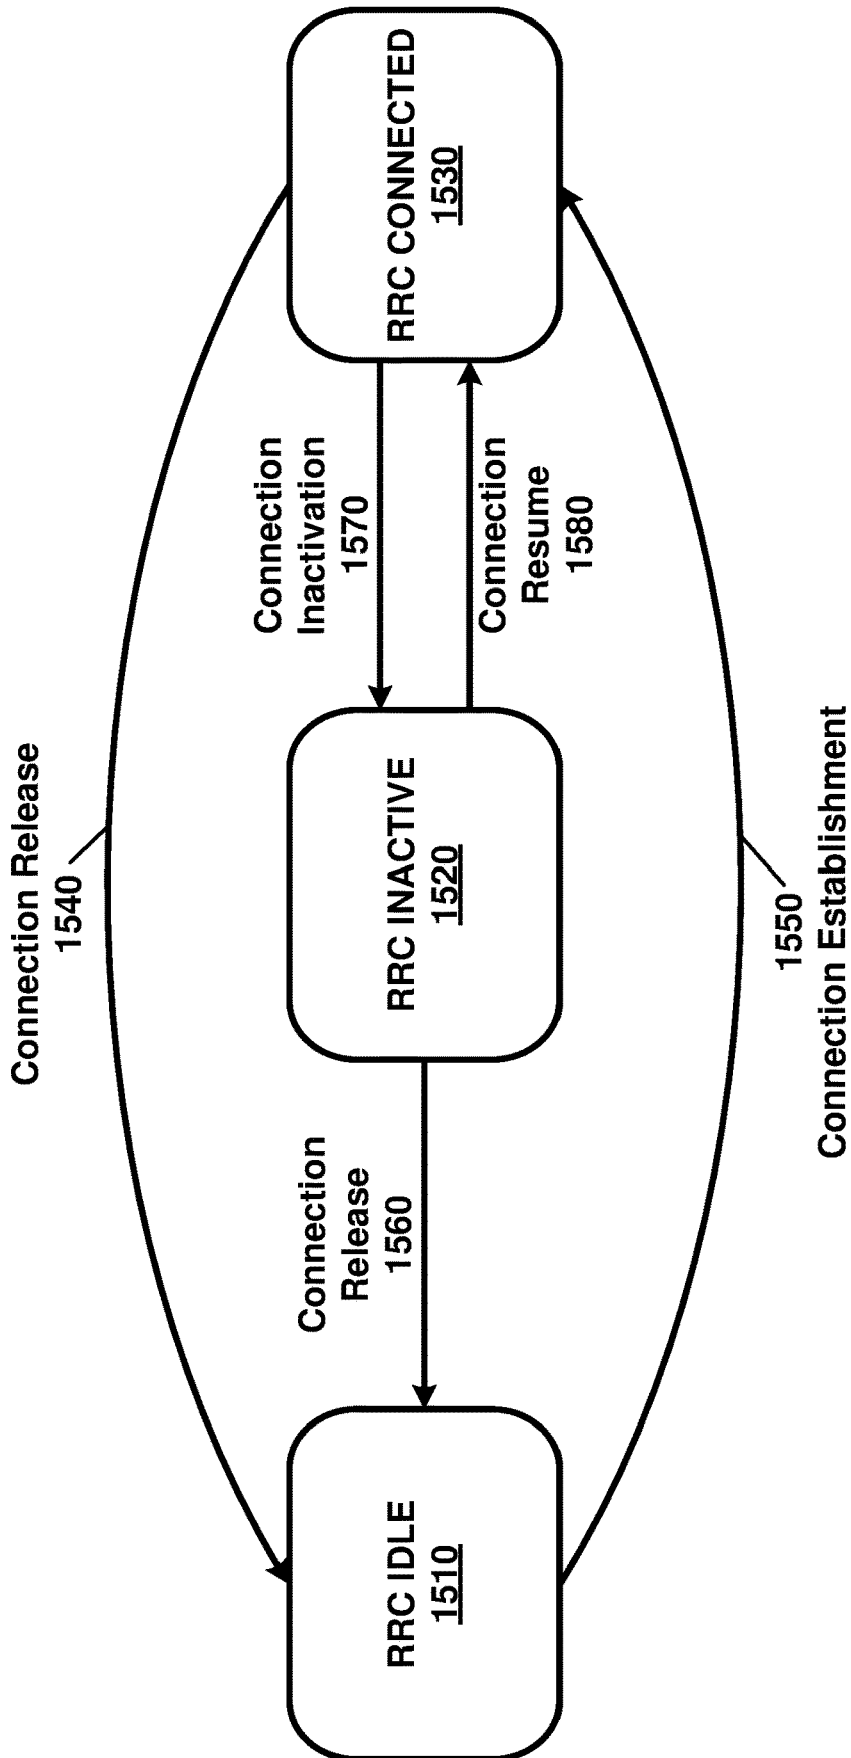 Connection Release
1540
RRC IDLE
1510
Connection
Release
1560
RRC INACTIVE
1520
Connection
Inactivation
1570
Connection
Resume
1580
RRC CONNECTED
1530
1550
Connection Establishment